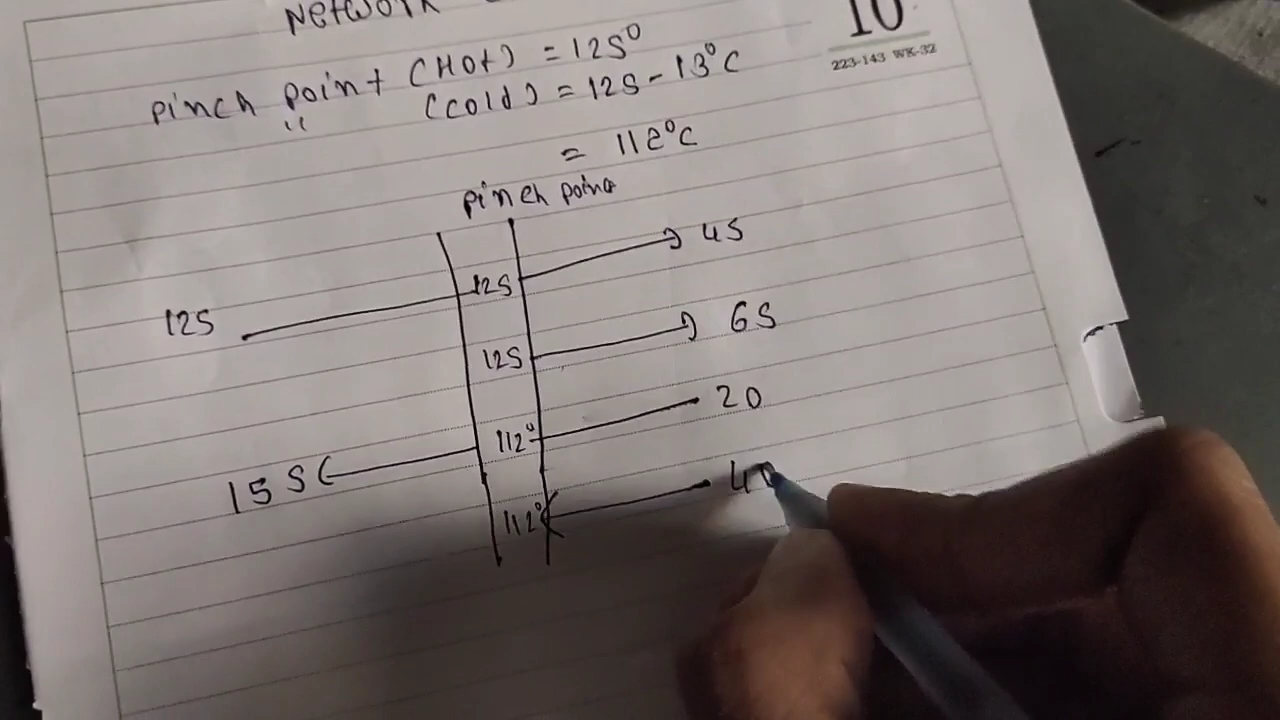 Network
10
223-143 WK-32
pinch point (Hot) = 125°
" (cold) = 125 - 13°C
= 112°C
pinch point
125 125 45
125 65
112° 20
155 112° 40